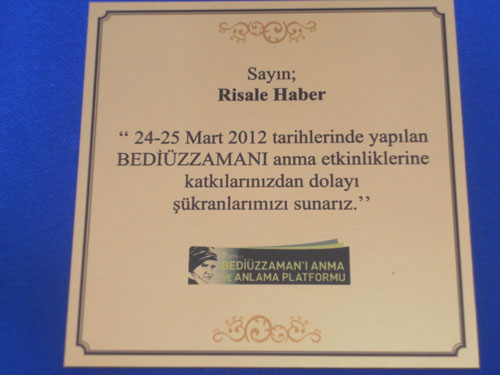 Sayın;
Risale Haber
“ 24-25 Mart 2012 tarihlerinde yapılan
BEDİÜZZAMANI anma etkinliklerine
katkılarınızdan dolayı
şükranlarımızı sunarız.’’
BEDİÜZZAMAN'I ANMA
VE ANLAMA PLATFORMU